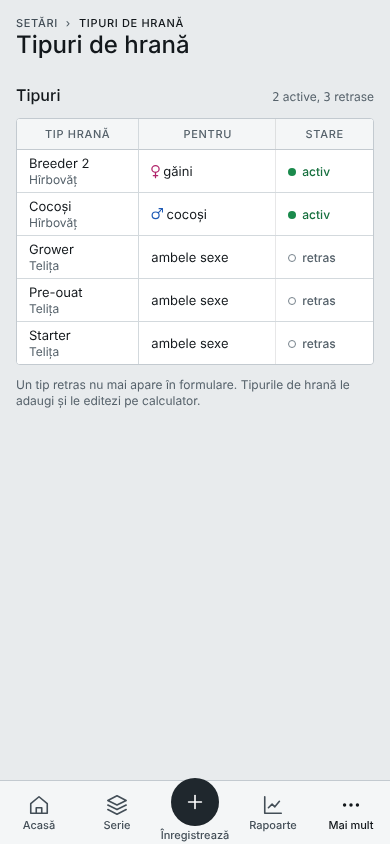 SETĂRI › TIPURI DE HRANĂ
Tipuri de hrană
Tipuri
2 active, 3 retrase
TIP HRANĂ PENTRU STARE
Breeder 2
Hîrbovăț
♀ găini
activ
Cocoși
Hîrbovăț
♂ cocoși
activ
Grower
Telița
ambele sexe
retras
Pre-ouat
Telița
ambele sexe
retras
Starter
Telița
ambele sexe
retras
Un tip retras nu mai apare în formulare. Tipurile de hrană le
adaugi și le editezi pe calculator.
Acasă Serie Înregistrează Rapoarte Mai mult